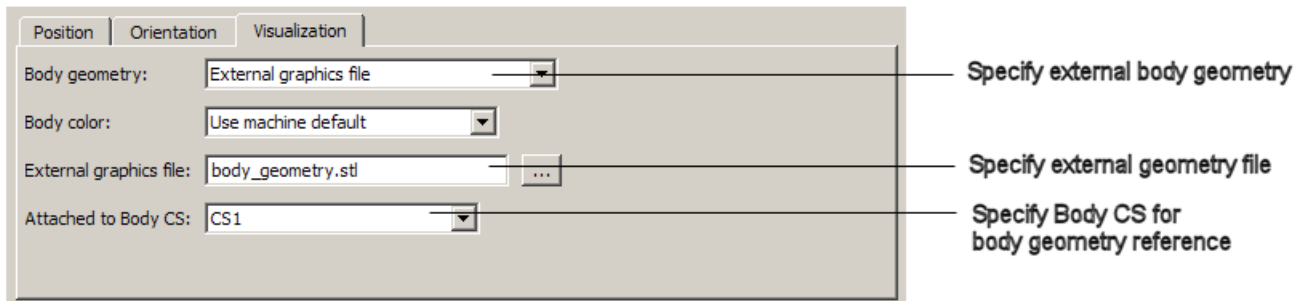 Position Orientation Visualization
Body geometry: External graphics file Specify external body geometry
Body color: Use machine default
External graphics file: body_geometry.stl ... Specify external geometry file
Attached to Body CS: CS1 Specify Body CS for
body geometry reference